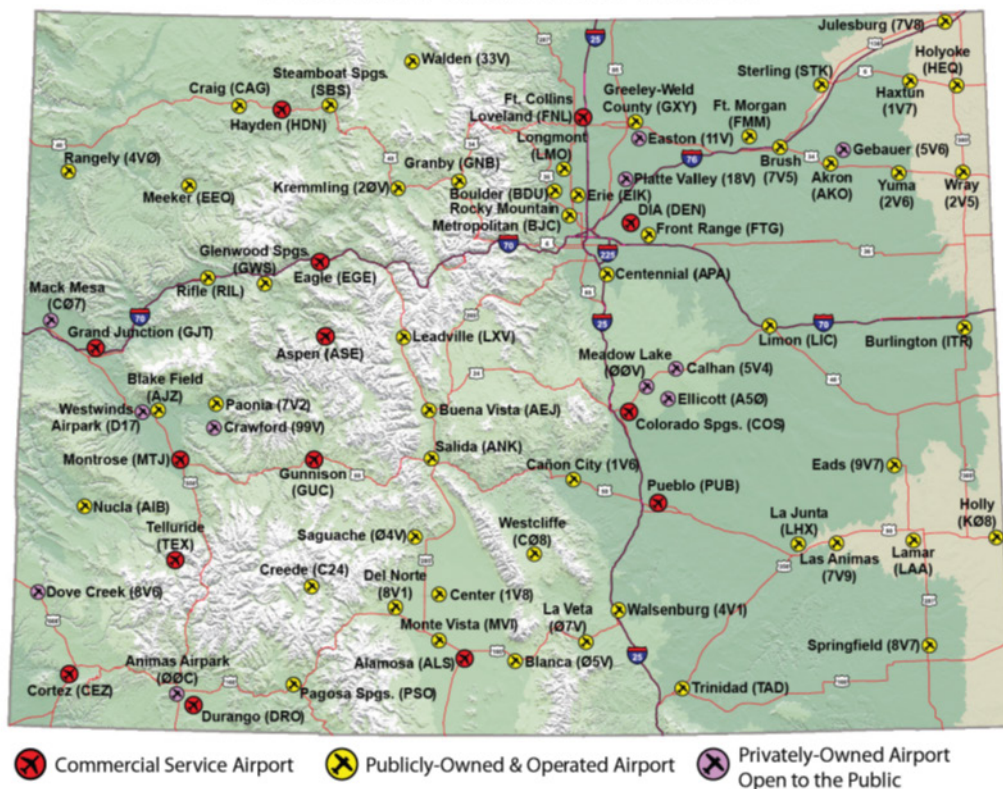 Julesburg (7V8)
Walden (33V)
Holyoke
(HEQ)
Steamboat Spgs.
(SBS)
Sterling (STK)
Craig (CAG)
Haxtun
(1V7)
Hayden (HDN)
Ft. Collins
Loveland (FNL)
Greeley-Weld
County (GXY)
Ft. Morgan
(FMM)
Easton (11V)
Longmont
(LMO)
Gebauer (5V6)
Rangely (4VØ)
Brush
(7V5)
Akron
(AKO)
Yuma
(2V6)
Wray
(2V5)
Granby (GNB)
Meeker (EEO)
Kremmling (2ØV)
Platte Valley (18V)
Boulder (BDU)
Erie (EIK)
Rocky Mountain
Metropolitan (BJC)
DIA (DEN)
Front Range (FTG)
Glenwood Spgs.
(GWS)
Eagle (EGE)
Rifle (RIL)
Centennial (APA)
Mack Mesa
(CØ7)
Grand Junction (GJT)
Aspen (ASE)
Leadville (LXV)
Limon (LIC)
Burlington (ITR)
Meadow Lake
(ØØV)
Calhan (5V4)
Ellicott (A5Ø)
Blake Field
(AJZ)
Westwinds
Airpark (D17)
Paonia (7V2)
Crawford (99V)
Buena Vista (AEJ)
Colorado Spgs. (COS)
Montrose (MTJ)
Gunnison
(GUC)
Salida (ANK)
Cañon City (1V6)
Eads (9V7)
Pueblo (PUB)
Nucla (AIB)
Holly
(KØ8)
La Junta
(LHX)
Telluride
(TEX)
Saguache (Ø4V)
Westcliffe
(CØ8)
Las Animas
(7V9)
Lamar
(LAA)
Creede (C24)
Dove Creek (8V6)
Del Norte
(8V1)
Center (1V8)
La Veta
(Ø7V)
Walsenburg (4V1)
Monte Vista (MVI)
Springfield (8V7)
Alamosa (ALS)
Blanca (Ø5V)
Animas Airpark
(ØØC)
Cortez (CEZ)
Pagosa Spgs. (PSO)
Trinidad (TAD)
Durango (DRO)
25
76
70
225
70
25
70
25
Commercial Service Airport
Publicly-Owned & Operated Airport
Privately-Owned Airport
Open to the Public